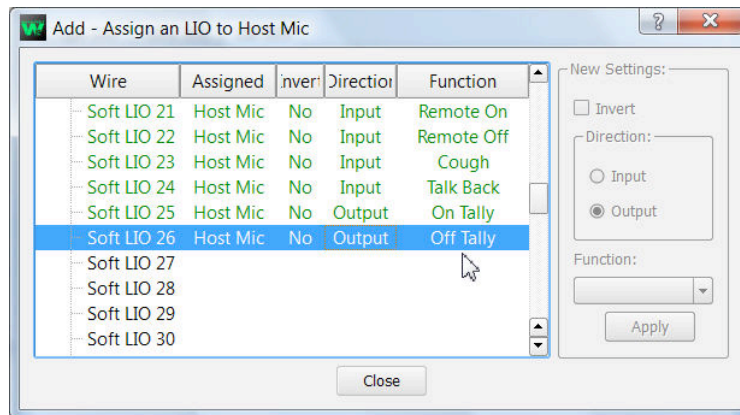 Add - Assign an LIO to Host Mic
Wire Assigned Invert Direction Function
Soft LIO 21 Host Mic No Input Remote On
Soft LIO 22 Host Mic No Input Remote Off
Soft LIO 23 Host Mic No Input Cough
Soft LIO 24 Host Mic No Input Talk Back
Soft LIO 25 Host Mic No Output On Tally
Soft LIO 26 Host Mic No Output Off Tally
Soft LIO 27
Soft LIO 28
Soft LIO 29
Soft LIO 30
New Settings:
Invert
Direction:
Input
Output
Function:
Apply
Close